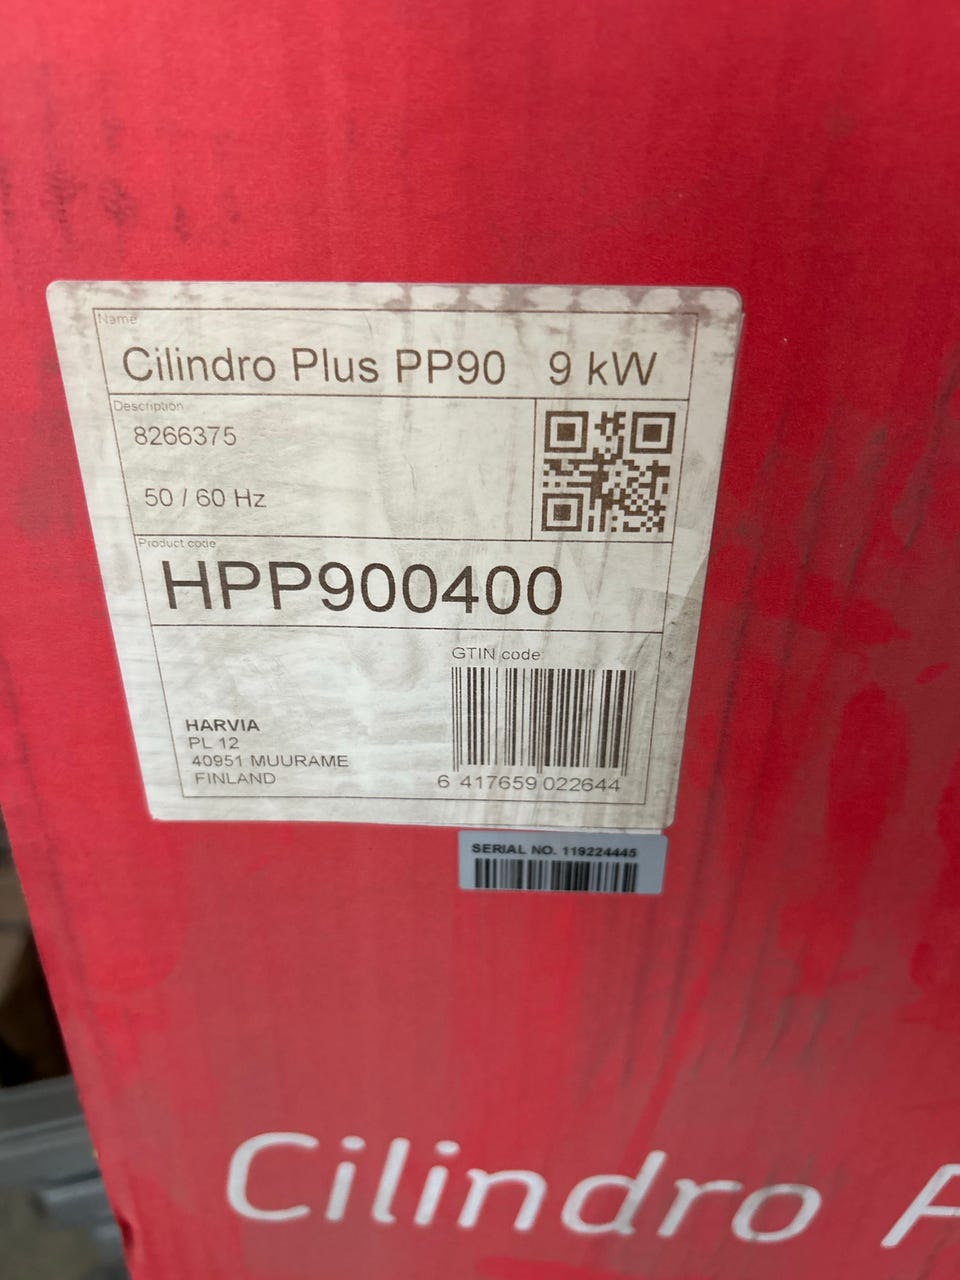 Name
Cilindro Plus PP90 9 kW
Description
8266375
50 / 60 Hz
Product code
HPP900400
GTIN code:
HARVIA
PL 12
40951 MUURAME
FINLAND
6 417659 022644
SERIAL NO. 119224445
Cilindro P